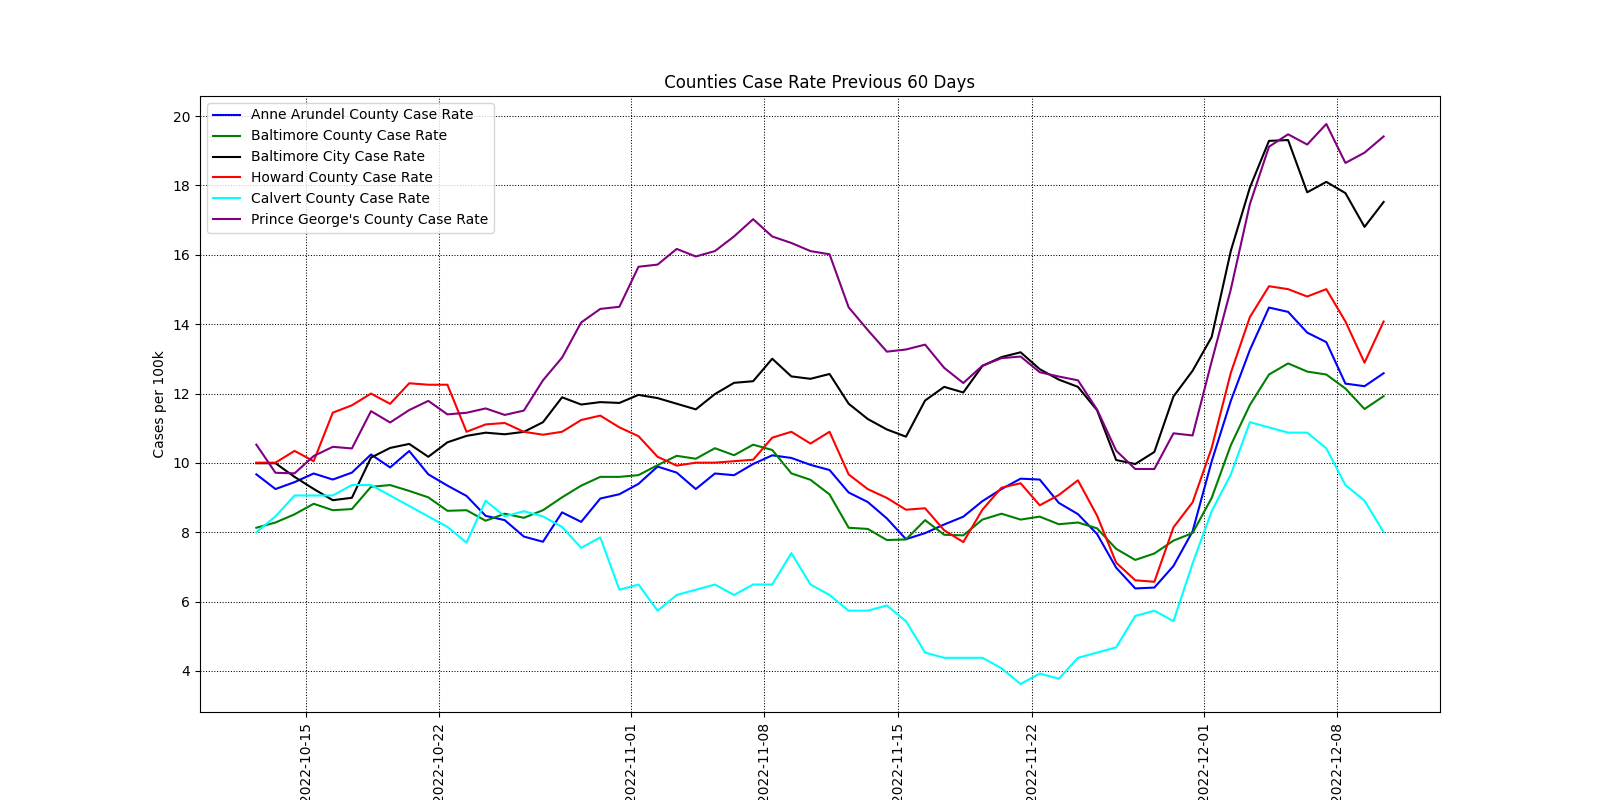 Counties Case Rate Previous 60 Days
Anne Arundel County Case Rate
Baltimore County Case Rate
Baltimore City Case Rate
Howard County Case Rate
Calvert County Case Rate
Prince George's County Case Rate
Cases per 100k
20
18
16
14
12
10
8
6
4
2022-10-15
2022-10-22
2022-11-01
2022-11-08
2022-11-15
2022-11-22
2022-12-01
2022-12-08